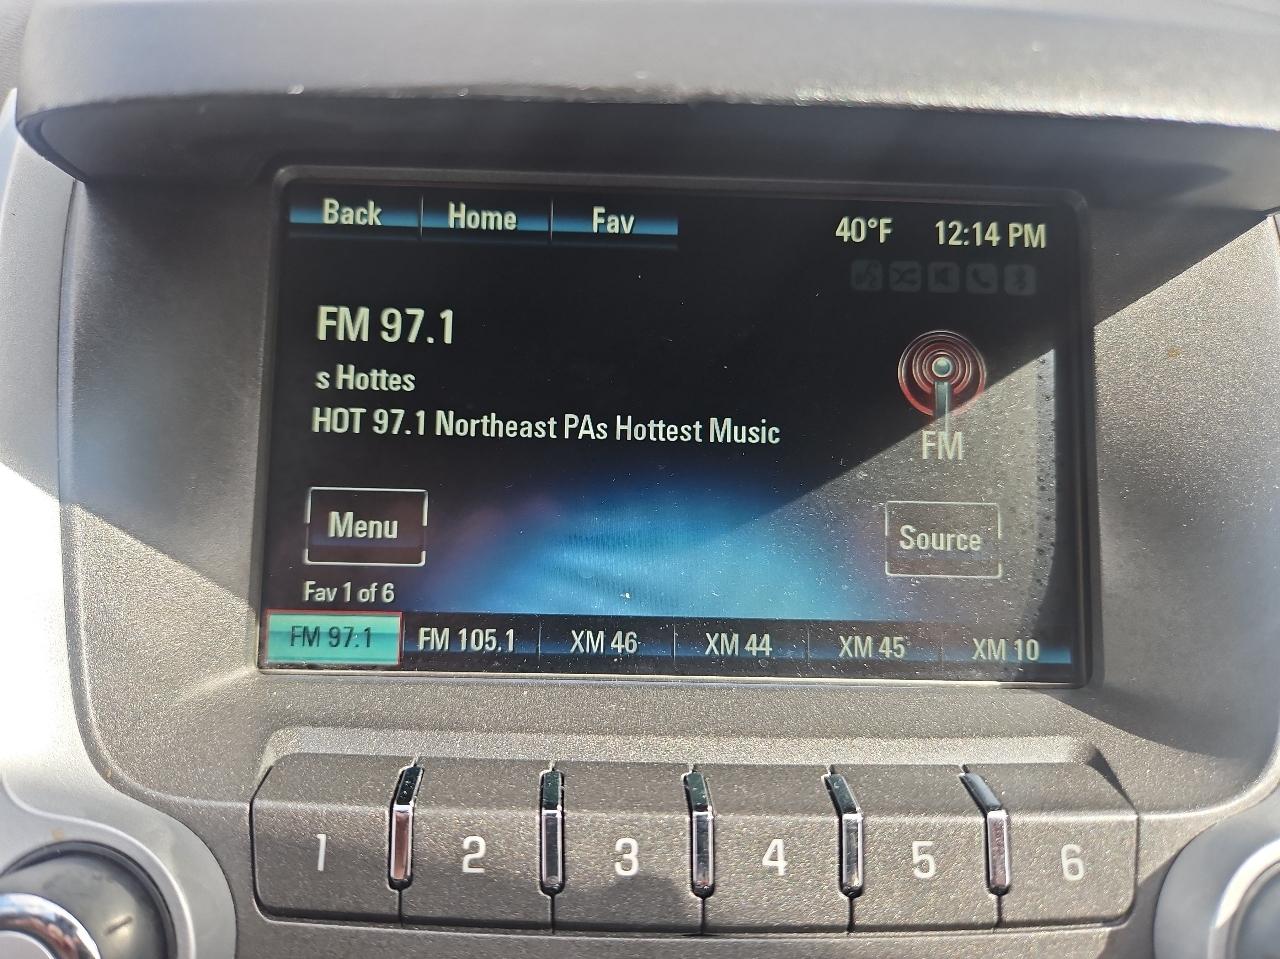 Back Home Fav 40°F 12:14 PM
FM 97.1
s Hottes
HOT 97.1 Northeast PAs Hottest Music
FM
Menu Source
Fav 1 of 6
FM 97.1 FM 105.1 XM 46 XM 44 XM 45 XM 10
1 2 3 4 5 6